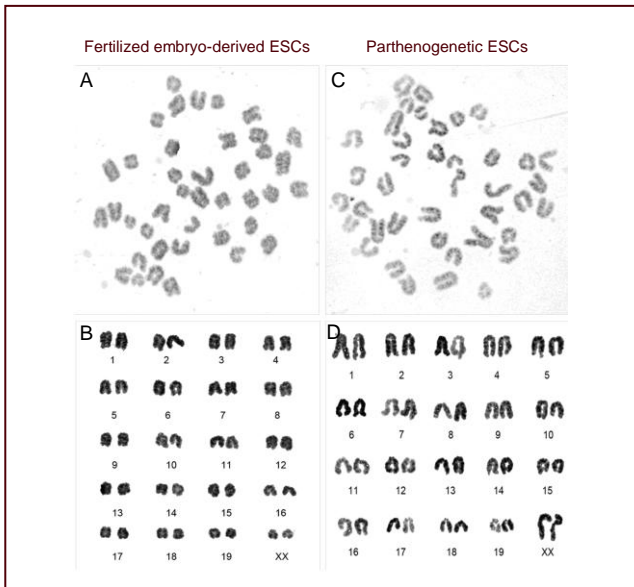 Fertilized embryo-derived ESCs
Parthenogenetic ESCs
A
C
B
1 2 3 4
5 6 7 8
9 10 11 12
13 14 15 16
17 18 19 XX
D
1 2 3 4 5
6 7 8 9 10
11 12 13 14 15
16 17 18 19 XX